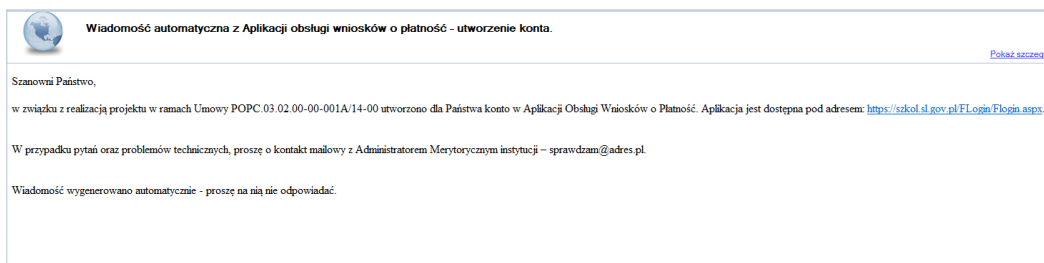 Wiadomość automatyczna z Aplikacji obsługi wniosków o płatność - utworzenie konta.
Pokaż szczeg
Szanowni Państwo,
w związku z realizacją projektu w ramach Umowy POPC.03.02.00-00-001A/14-00 utworzono dla Państwa konto w Aplikacji Obsługi Wniosków o Płatność. Aplikacja jest dostępna pod adresem: https://szkol.sl.gov.pl/FLogin/Flogin.aspx.
W przypadku pytań oraz problemów technicznych, proszę o kontakt mailowy z Administratorem Merytorycznym instytucji – sprawdzam@adres.pl.
Wiadomość wygenerowano automatycznie - proszę na nią nie odpowiadać.